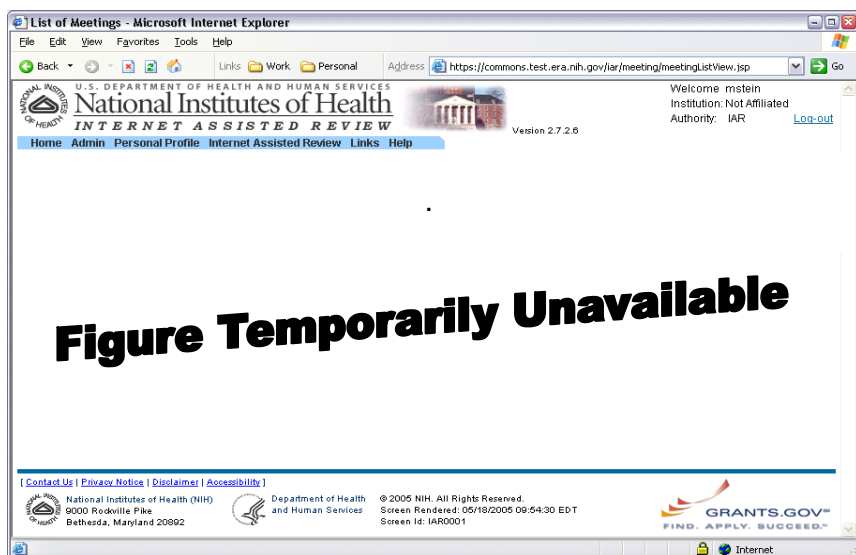 List of Meetings - Microsoft Internet Explorer
File Edit View Favorites Tools Help
Back Links Work Personal Address https://commons.test.era.nih.gov/iar/meeting/meetingListView.jsp Go
U.S. DEPARTMENT OF HEALTH AND HUMAN SERVICES
National Institutes of Health
INTERNET ASSISTED REVIEW
Version 2.7.2.6
Welcome mstein
Institution: Not Affiliated
Authority: IAR Log-out
Home Admin Personal Profile Internet Assisted Review Links Help
.
Figure Temporarily Unavailable
[ Contact Us | Privacy Notice | Disclaimer | Accessibility ]
National Institutes of Health (NIH)
9000 Rockville Pike
Bethesda, Maryland 20892
Department of Health
and Human Services
© 2005 NIH. All Rights Reserved.
Screen Rendered: 05/18/2005 09:54:30 EDT
Screen Id: IAR0001
GRANTS.GOV℠
FIND. APPLY. SUCCEED.℠
Internet